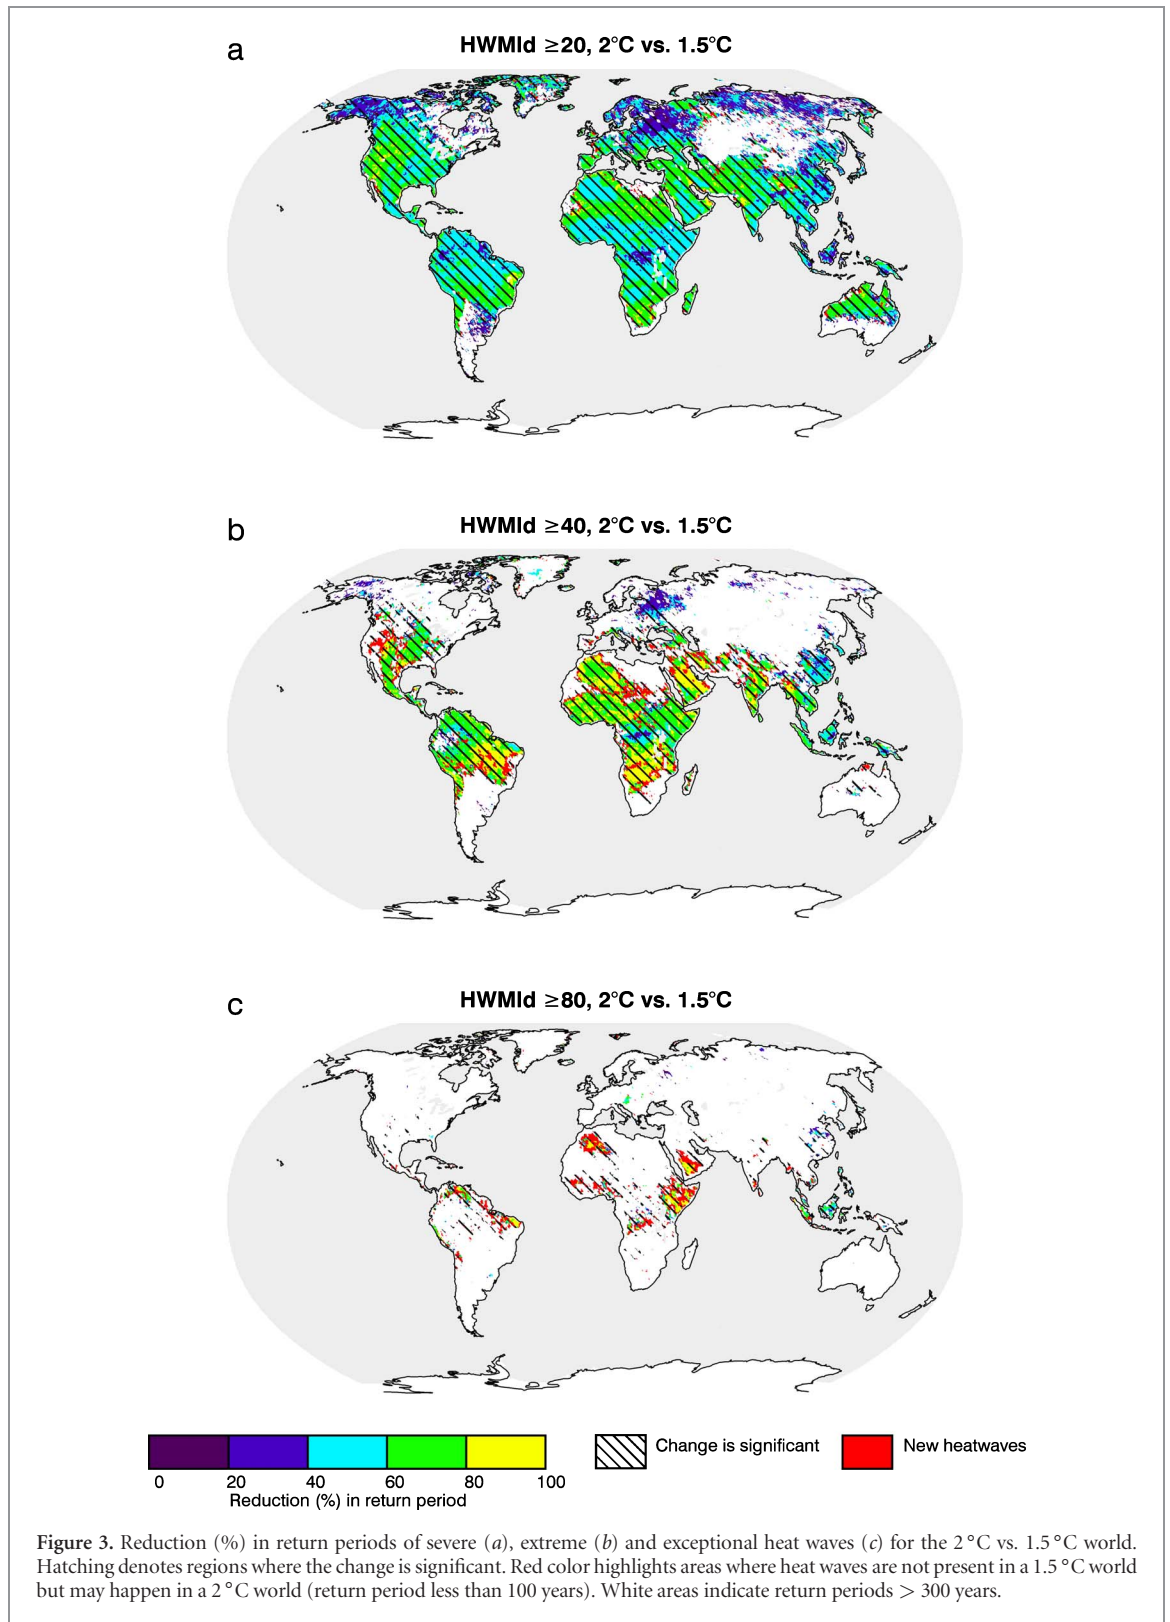 a
HWMId ≥20, 2°C vs. 1.5°C
b
HWMId ≥40, 2°C vs. 1.5°C
c
HWMId ≥80, 2°C vs. 1.5°C
0 20 40 60 80 100
Reduction (%) in return period
Change is significant
New heatwaves
Figure 3. Reduction (%) in return periods of severe (a), extreme (b) and exceptional heat waves (c) for the 2 °C vs. 1.5 °C world.
Hatching denotes regions where the change is significant. Red color highlights areas where heat waves are not present in a 1.5 °C world
but may happen in a 2 °C world (return period less than 100 years). White areas indicate return periods > 300 years.